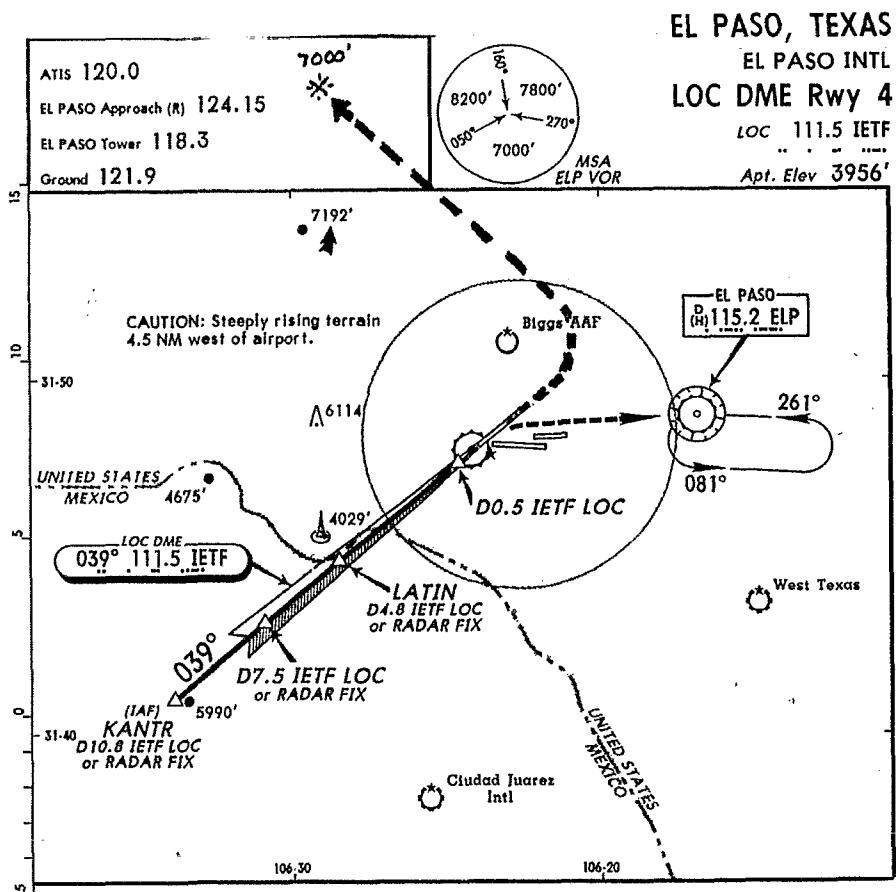 EL PASO, TEXAS
EL PASO INTL
LOC DME Rwy 4
LOC 111.5 IETF
Apt. Elev 3956'
ATIS 120.0
EL PASO Approach (R) 124.15
EL PASO Tower 118.3
Ground 121.9
7000'
160°
8200'
7800'
050°
270°
7000'
MSA
ELP VOR
15
7192'
CAUTION: Steeply rising terrain
4.5 NM west of airport.
Biggs AAF
EL PASO
D
(H) 115.2 ELP
10
31-50
6114
261°
081°
UNITED STATES
MEXICO
4675'
D0.5 IETF LOC
4029'
5
LOC DME
039° 111.5 IETF
LATIN
D4.8 IETF LOC
or RADAR FIX
West Texas
039°
D7.5 IETF LOC
or RADAR FIX
(IAF)
KANTR
D10.8 IETF LOC
or RADAR FIX
5990'
0
31-40
UNITED STATES
MEXICO
Ciudad Juarez
Intl
106-30
106-20
5